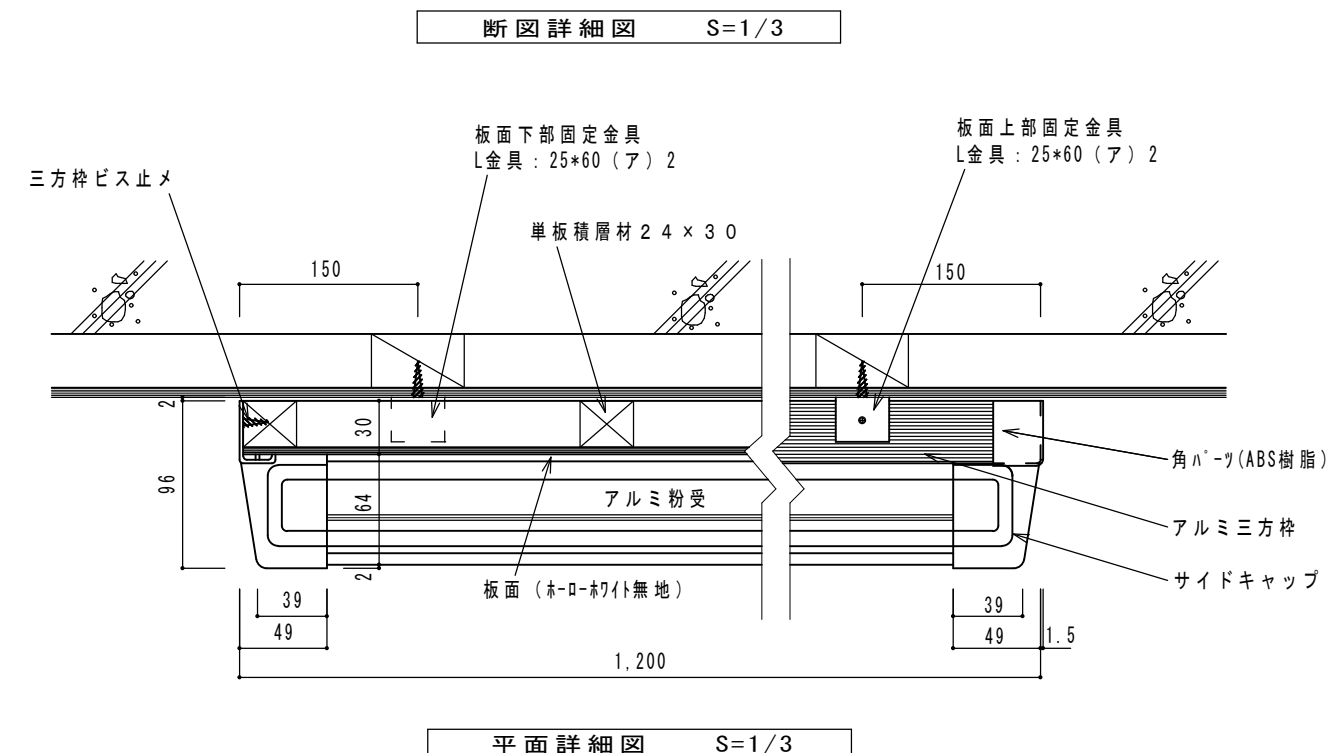 断図詳細図 S=1/3
板面下部固定金具
L金具：25*60（ア）2
板面上部固定金具
L金具：25*60（ア）2
三方枠ビス止メ
単板積層材２４×３０
150
150
2
30
96
64
2
アルミ粉受
角ﾊﾟｰﾂ(ABS樹脂)
アルミ三方枠
サイドキャップ
板面（ﾎｰﾛｰﾎﾜｲﾄ無地）
39
39
49
49
1.5
1,200
平面詳細図 S=1/3